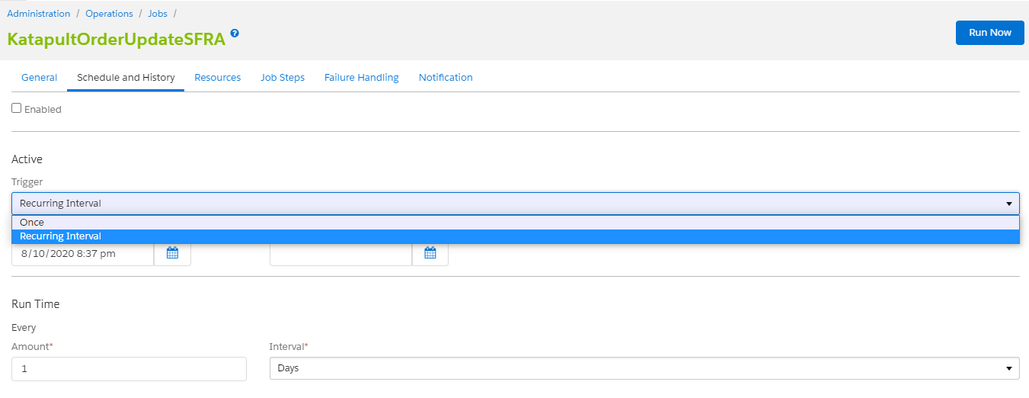 Administration / Operations / Jobs /
KatapultOrderUpdateSFRA ?
Run Now
General Schedule and History Resources Job Steps Failure Handling Notification
Enabled
Active
Trigger
Recurring Interval
Once
Recurring Interval
8/10/2020 8:37 pm
Run Time
Every
Amount* Interval*
1 Days